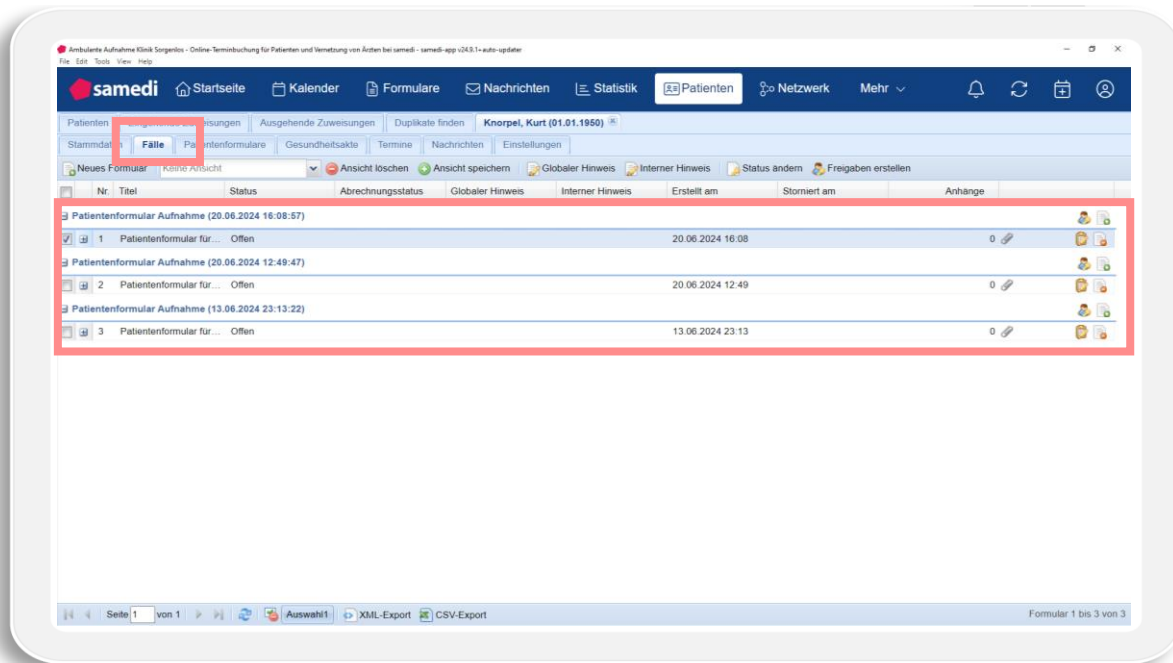 Ambulante Aufnahme Klinik Sorgenlos - Online-Terminbuchung für Patienten und Vernetzung von Ärzten bei samedi - samedi-app v24.9.1+auto-updater
File Edit Tools View Help
samedi Startseite Kalender Formulare Nachrichten Statistik Patienten Netzwerk Mehr
Patienten Ausgehende Zuweisungen Duplikate finden Knorpel, Kurt (01.01.1950)
Fälle Gesundheitsakte Termine Nachrichten Einstellungen
Neues Formular Keine Ansicht Ansicht löschen Ansicht speichern Globaler Hinweis Interner Hinweis Status ändern Freigaben erstellen
Nr. Titel Status Abrechnungsstatus Globaler Hinweis Interner Hinweis Erstellt am Storniert am Anhänge
Patientenformular Aufnahme (20.06.2024 16:08:57)
1 Patientenformular für... Offen 20.06.2024 16:08 0
Patientenformular Aufnahme (20.06.2024 12:49:47)
2 Patientenformular für... Offen 20.06.2024 12:49 0
Patientenformular Aufnahme (13.06.2024 23:13:22)
3 Patientenformular für... Offen 13.06.2024 23:13 0
Seite 1 von 1 Auswahl1 XML-Export CSV-Export Formular 1 bis 3 von 3